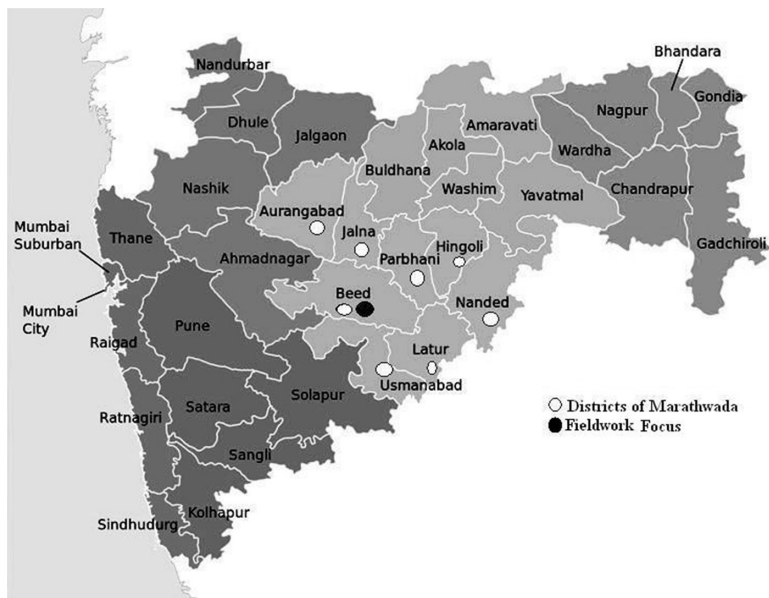 Nandurbar
Bhandara
Dhule
Jalgaon
Amaravati
Nagpur
Gondia
Akola
Buldhana
Wardha
Nashik
Washim
Yavatmal
Chandrapur
Aurangabad
Mumbai
Suburban
Thane
Jalna
Hingoli
Parbhani
Gadchiroli
Ahmadnagar
Beed
Nanded
Mumbai
City
Pune
Raigad
Latur
Usmanabad
Solapur
Satara
Ratnagiri
Districts of Marathwada
Fieldwork Focus
Sangli
Kolhapur
Sindhudurg